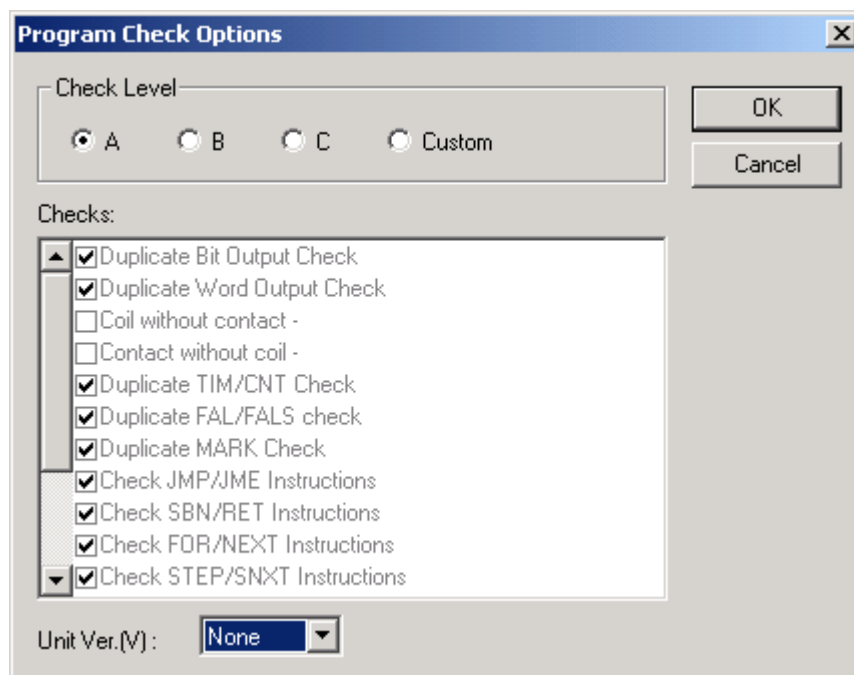 Program Check Options
Check Level
A B C Custom
OK
Cancel
Checks:
Duplicate Bit Output Check
Duplicate Word Output Check
Coil without contact -
Contact without coil -
Duplicate TIM/CNT Check
Duplicate FAL/FALS check
Duplicate MARK Check
Check JMP/JME Instructions
Check SBN/RET Instructions
Check FOR/NEXT Instructions
Check STEP/SNXT Instructions
Unit Ver.(V) : None